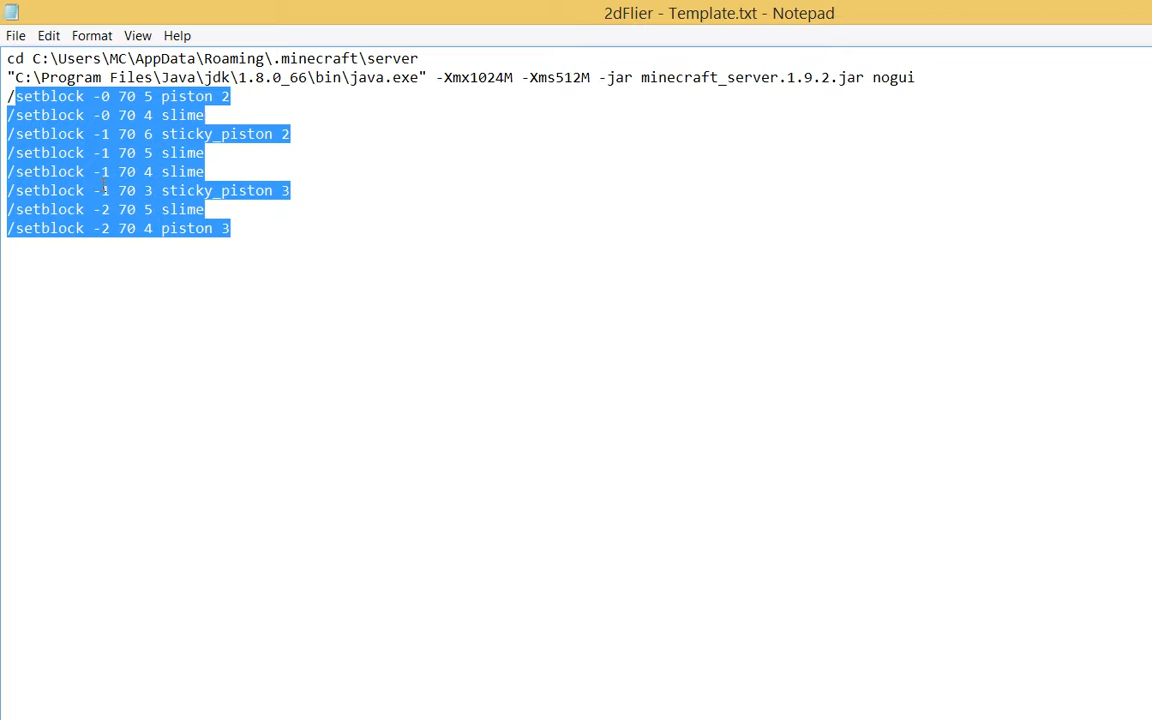 2dFlier - Template.txt - Notepad
File Edit Format View Help
cd C:\Users\MC\AppData\Roaming\.minecraft\server
"C:\Program Files\Java\jdk\1.8.0_66\bin\java.exe" -Xmx1024M -Xms512M -jar minecraft_server.1.9.2.jar nogui
/setblock -0 70 5 piston 2
/setblock -0 70 4 slime
/setblock -1 70 6 sticky_piston 2
/setblock -1 70 5 slime
/setblock -1 70 4 slime
/setblock -1 70 3 sticky_piston 3
/setblock -2 70 5 slime
/setblock -2 70 4 piston 3